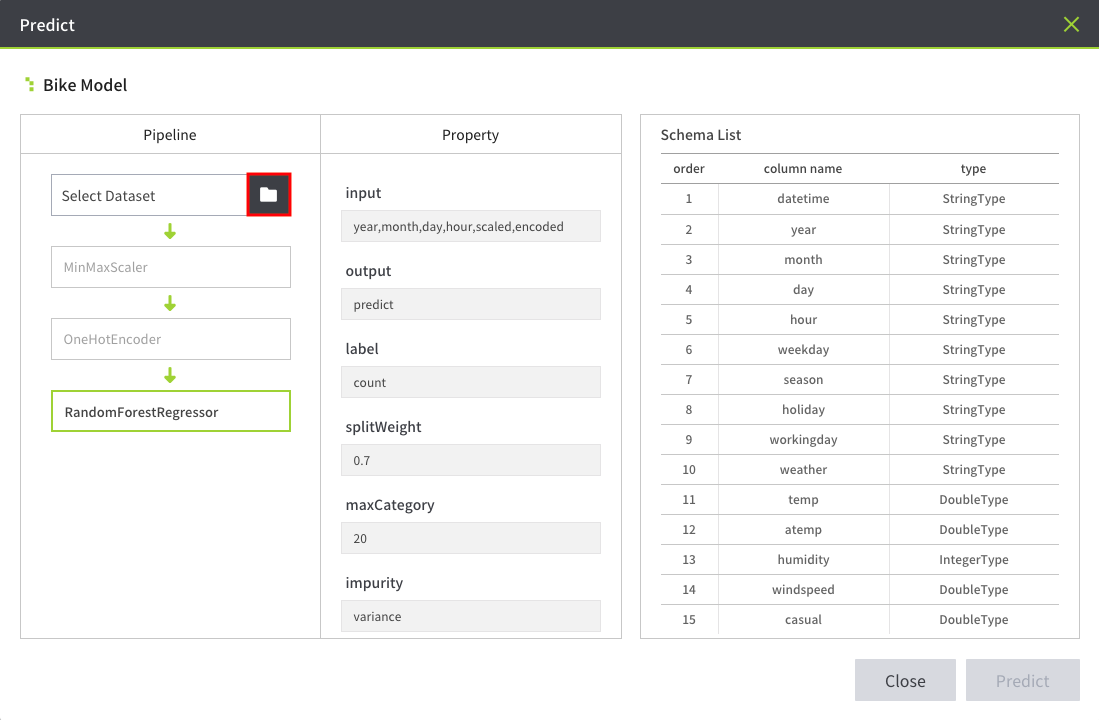 Predict
Bike Model
Pipeline
Select Dataset
MinMaxScaler
OneHotEncoder
RandomForestRegressor
Property
input
year,month,day,hour,scaled,encoded
output
predict
label
count
splitWeight
0.7
maxCategory
20
impurity
variance
Schema List
order column name type
1 datetime StringType
2 year StringType
3 month StringType
4 day StringType
5 hour StringType
6 weekday StringType
7 season StringType
8 holiday StringType
9 workingday StringType
10 weather StringType
11 temp DoubleType
12 atemp DoubleType
13 humidity IntegerType
14 windspeed DoubleType
15 casual DoubleType
Close
Predict